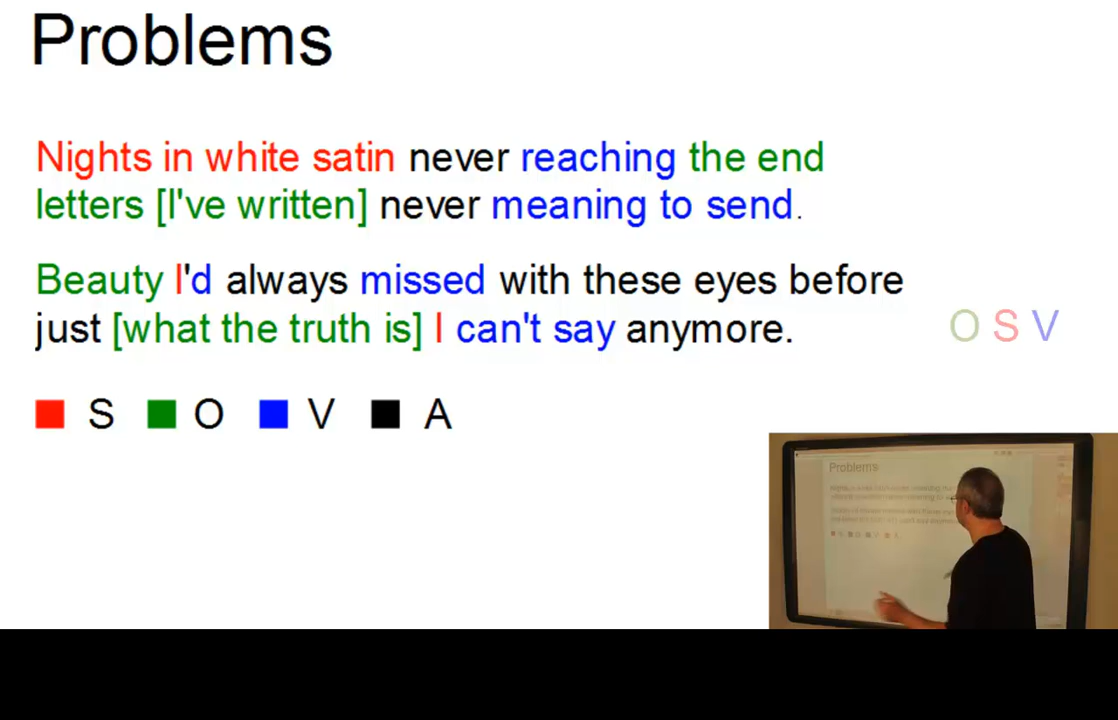 Problems
Nights in white satin never reaching the end
letters [I've written] never meaning to send.
Beauty I'd always missed with these eyes before
just [what the truth is] I can't say anymore.
O S V
S O V A
Problems